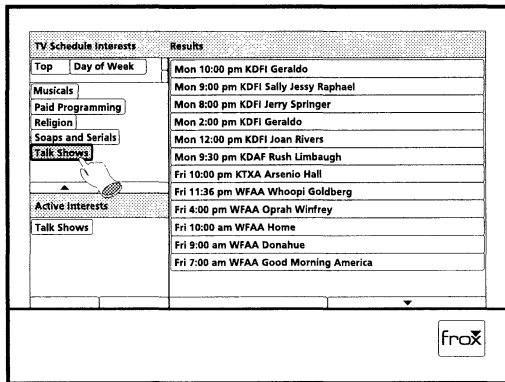 TV Schedule Interests
Results
Top
Day of Week
Musicals
Paid Programming
Religion
Soaps and Serials
Talk Shows
Active Interests
Talk Shows
Mon 10:00 pm KDFI Geraldo
Mon 9:00 pm KDFI Sally Jessy Raphael
Mon 8:00 pm KDFI Jerry Springer
Mon 2:00 pm KDFI Geraldo
Mon 12:00 pm KDFI Joan Rivers
Mon 9:30 pm KDAF Rush Limbaugh
Fri 10:00 pm KTXA Arsenio Hall
Fri 11:36 pm WFAA Whoopi Goldberg
Fri 4:00 pm WFAA Oprah Winfrey
Fri 10:00 am WFAA Home
Fri 9:00 am WFAA Donahue
Fri 7:00 am WFAA Good Morning America
frox